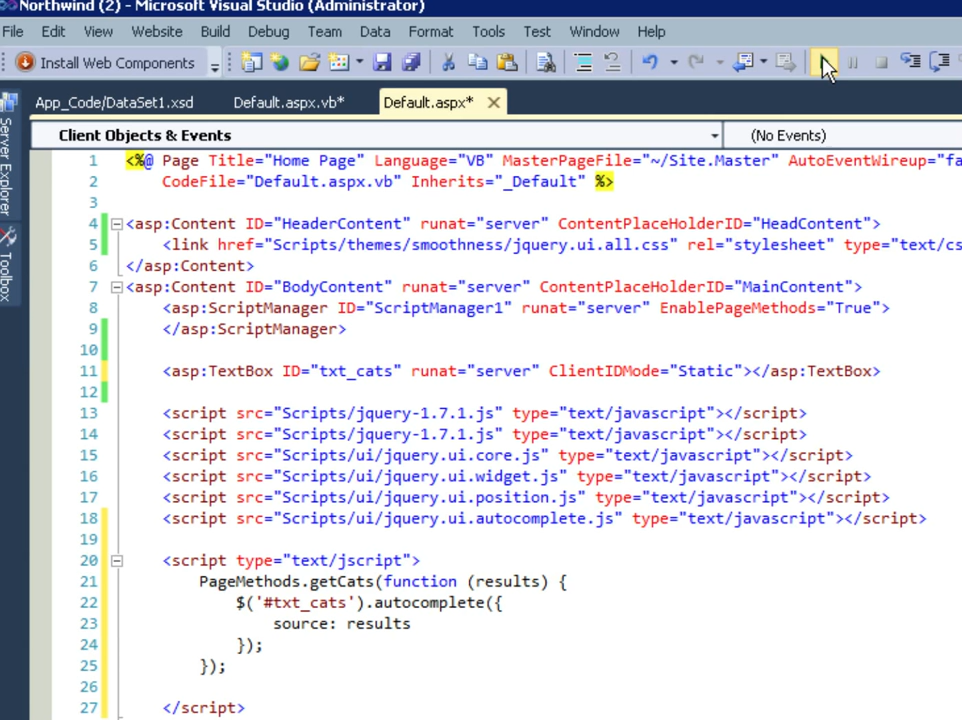 Northwind (2) - Microsoft Visual Studio (Administrator)
File Edit View Website Build Debug Team Data Format Tools Test Window Help
Install Web Components
App_Code/DataSet1.xsd Default.aspx.vb* Default.aspx*
Server Explorer
Toolbox
Client Objects & Events (No Events)
1 <%@ Page Title="Home Page" Language="VB" MasterPageFile="~/Site.Master" AutoEventWireup="fa
2 CodeFile="Default.aspx.vb" Inherits="_Default" %>
3
4 <asp:Content ID="HeaderContent" runat="server" ContentPlaceHolderID="HeadContent">
5 <link href="Scripts/themes/smoothness/jquery.ui.all.css" rel="stylesheet" type="text/cs
6 </asp:Content>
7 <asp:Content ID="BodyContent" runat="server" ContentPlaceHolderID="MainContent">
8 <asp:ScriptManager ID="ScriptManager1" runat="server" EnablePageMethods="True">
9 </asp:ScriptManager>
10
11 <asp:TextBox ID="txt_cats" runat="server" ClientIDMode="Static"></asp:TextBox>
12
13 <script src="Scripts/jquery-1.7.1.js" type="text/javascript"></script>
14 <script src="Scripts/jquery-1.7.1.js" type="text/javascript"></script>
15 <script src="Scripts/ui/jquery.ui.core.js" type="text/javascript"></script>
16 <script src="Scripts/ui/jquery.ui.widget.js" type="text/javascript"></script>
17 <script src="Scripts/ui/jquery.ui.position.js" type="text/javascript"></script>
18 <script src="Scripts/ui/jquery.ui.autocomplete.js" type="text/javascript"></script>
19
20 <script type="text/jscript">
21 PageMethods.getCats(function (results) {
22 $('#txt_cats').autocomplete({
23 source: results
24 });
25 });
26
27 </script>